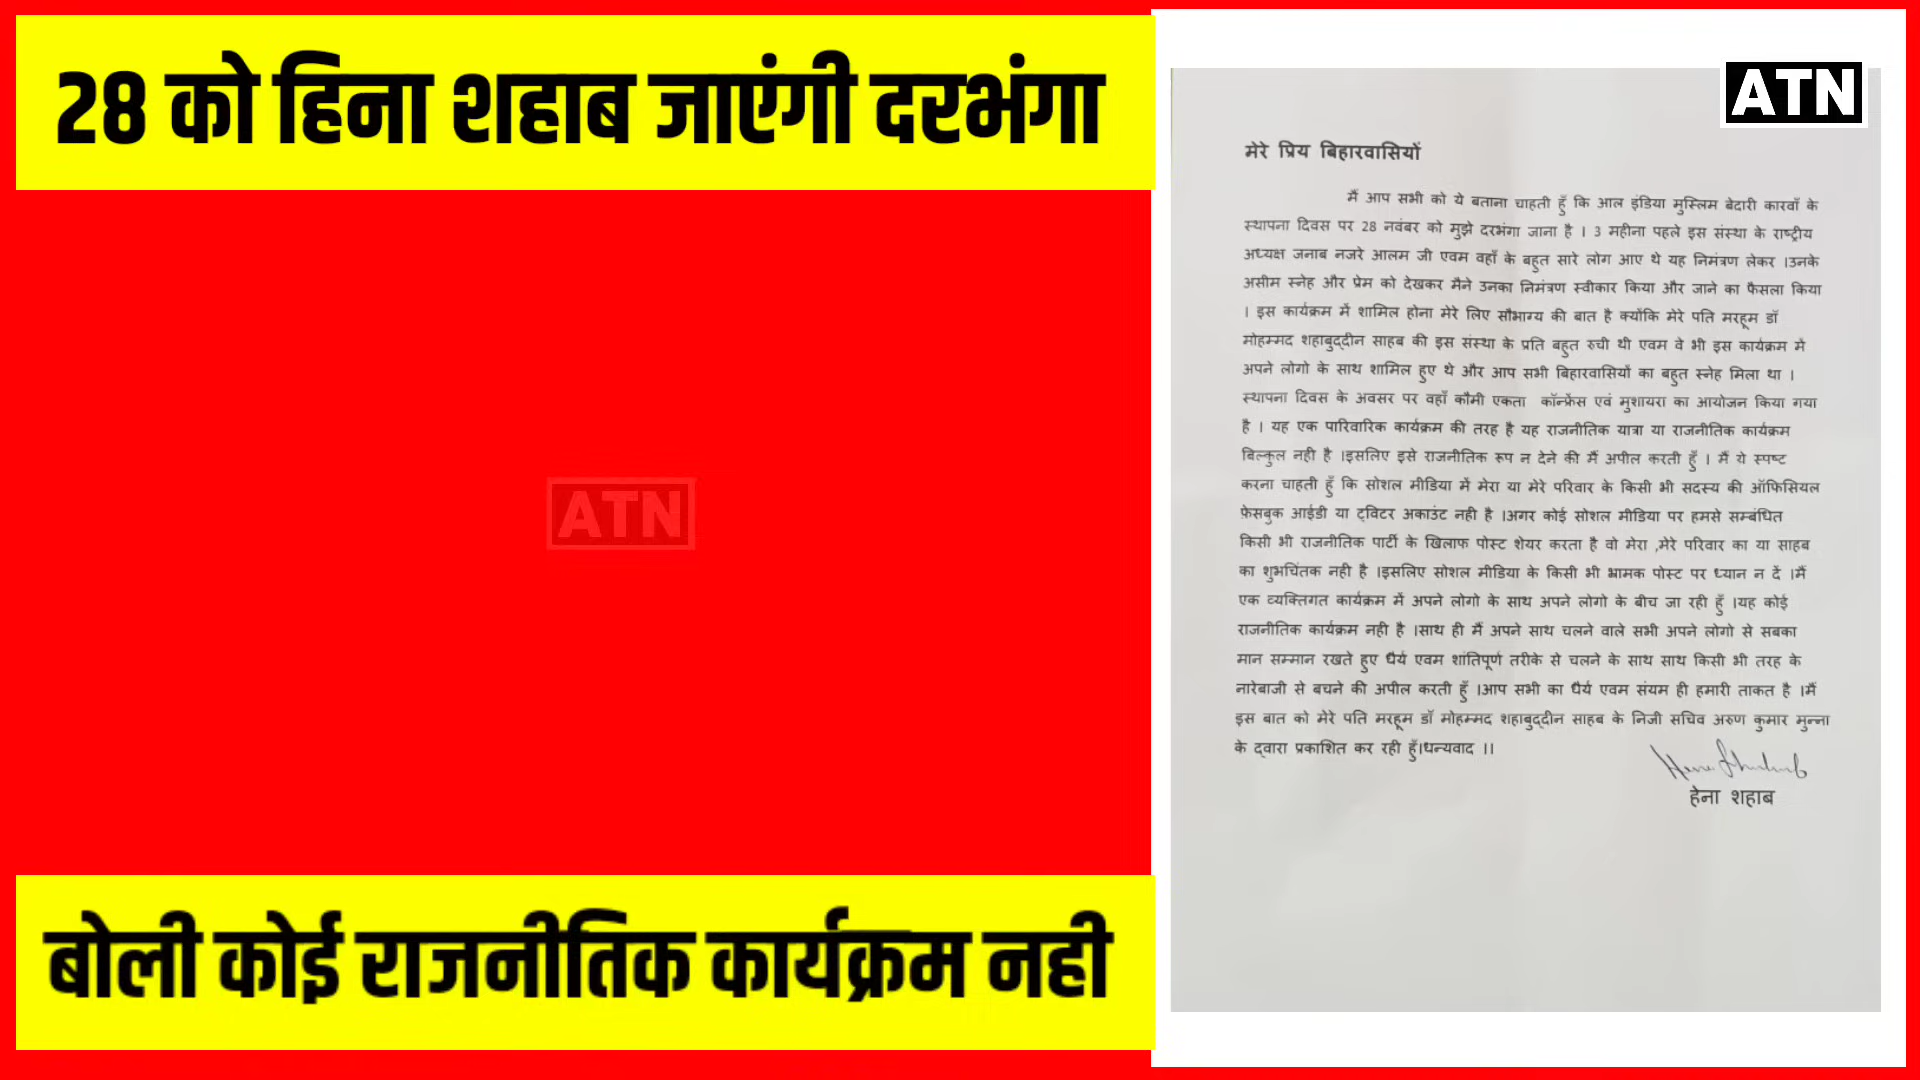 28 को हिना शहाब जाएंगी दरभंगा
ATN
बोली कोई राजनीतिक कार्यक्रम नही
ATN
मेरे प्रिय बिहारवासियों
मैं आप सभी को ये बताना चाहती हूँ कि आल इंडिया मुस्लिम बेदारी कारवाँ के
स्थापना दिवस पर 28 नवंबर को मुझे दरभंगा जाना है । 3 महीना पहले इस संस्था के राष्ट्रीय
अध्यक्ष जनाब नजरे आलम जी एवम वहाँ के बहुत सारे लोग आए थे यह निमंत्रण लेकर ।उनके
असीम स्नेह और प्रेम को देखकर मैने उनका निमंत्रण स्वीकार किया और जाने का फैसला किया
। इस कार्यक्रम में शामिल होना मेरे लिए सौभाग्य की बात है क्योंकि मेरे पति मरहूम डॉ
मोहम्मद शहाबुद्दीन साहब की इस संस्था के प्रति बहुत रुची थी एवम वे भी इस कार्यक्रम में
अपने लोगो के साथ शामिल हुए थे और आप सभी बिहारवासियों का बहुत स्नेह मिला था ।
स्थापना दिवस के अवसर पर वहाँ कौमी एकता कॉन्फ्रेंस एवं मुशायरा का आयोजन किया गया
है । यह एक पारिवारिक कार्यक्रम की तरह है यह राजनीतिक यात्रा या राजनीतिक कार्यक्रम
बिल्कुल नही है ।इसलिए इसे राजनीतिक रूप न देने की मैं अपील करती हूँ । मैं ये स्पष्ट
करना चाहती हूँ कि सोशल मीडिया में मेरा या मेरे परिवार के किसी भी सदस्य की ऑफिसियल
फ़ेसबुक आईडी या ट्विटर अकाउंट नही है ।अगर कोई सोशल मीडिया पर हमसे सम्बंधित
किसी भी राजनीतिक पार्टी के खिलाफ पोस्ट शेयर करता है वो मेरा ,मेरे परिवार का या साहब
का शुभचिंतक नही है ।इसलिए सोशल मीडिया के किसी भी भ्रामक पोस्ट पर ध्यान न दें ।मैं
एक व्यक्तिगत कार्यक्रम में अपने लोगो के साथ अपने लोगो के बीच जा रही हूँ ।यह कोई
राजनीतिक कार्यक्रम नही है ।साथ ही मैं अपने साथ चलने वाले सभी अपने लोगो से सबका
मान सम्मान रखते हुए धैर्य एवम शांतिपूर्ण तरीके से चलने के साथ साथ किसी भी तरह के
नारेबाजी से बचने की अपील करती हूँ ।आप सभी का धैर्य एवम संयम ही हमारी ताकत है ।मैं
इस बात को मेरे पति मरहूम डॉ मोहम्मद शहाबुद्दीन साहब के निजी सचिव अरुण कुमार मुन्ना
के द्वारा प्रकाशित कर रही हूँ।धन्यवाद ।।
Hena Shahab
हेना शहाब